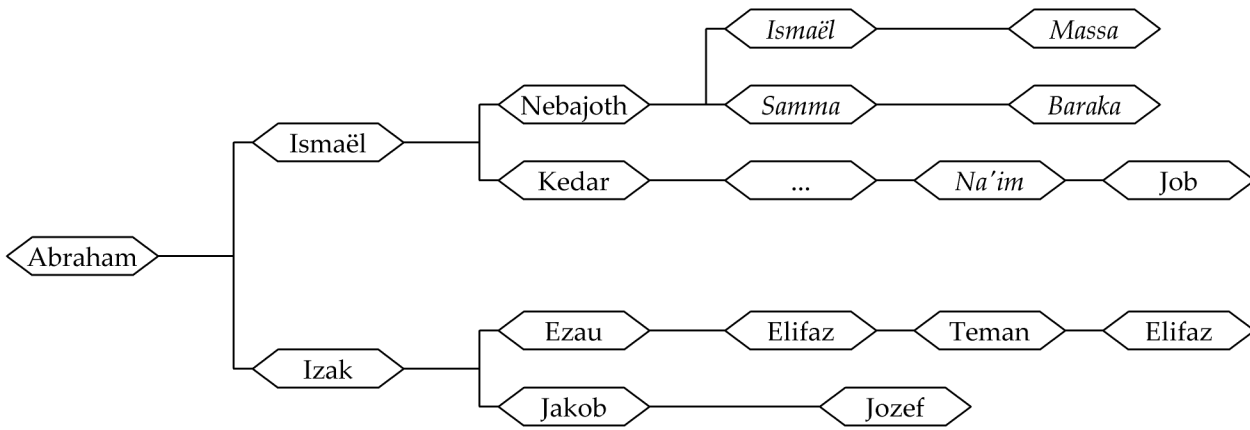 Ismaël
Massa
Nebajoth
Samma
Baraka
Ismaël
Kedar
...
Na'im
Job
Abraham
Ezau
Elifaz
Teman
Elifaz
Izak
Jakob
Jozef